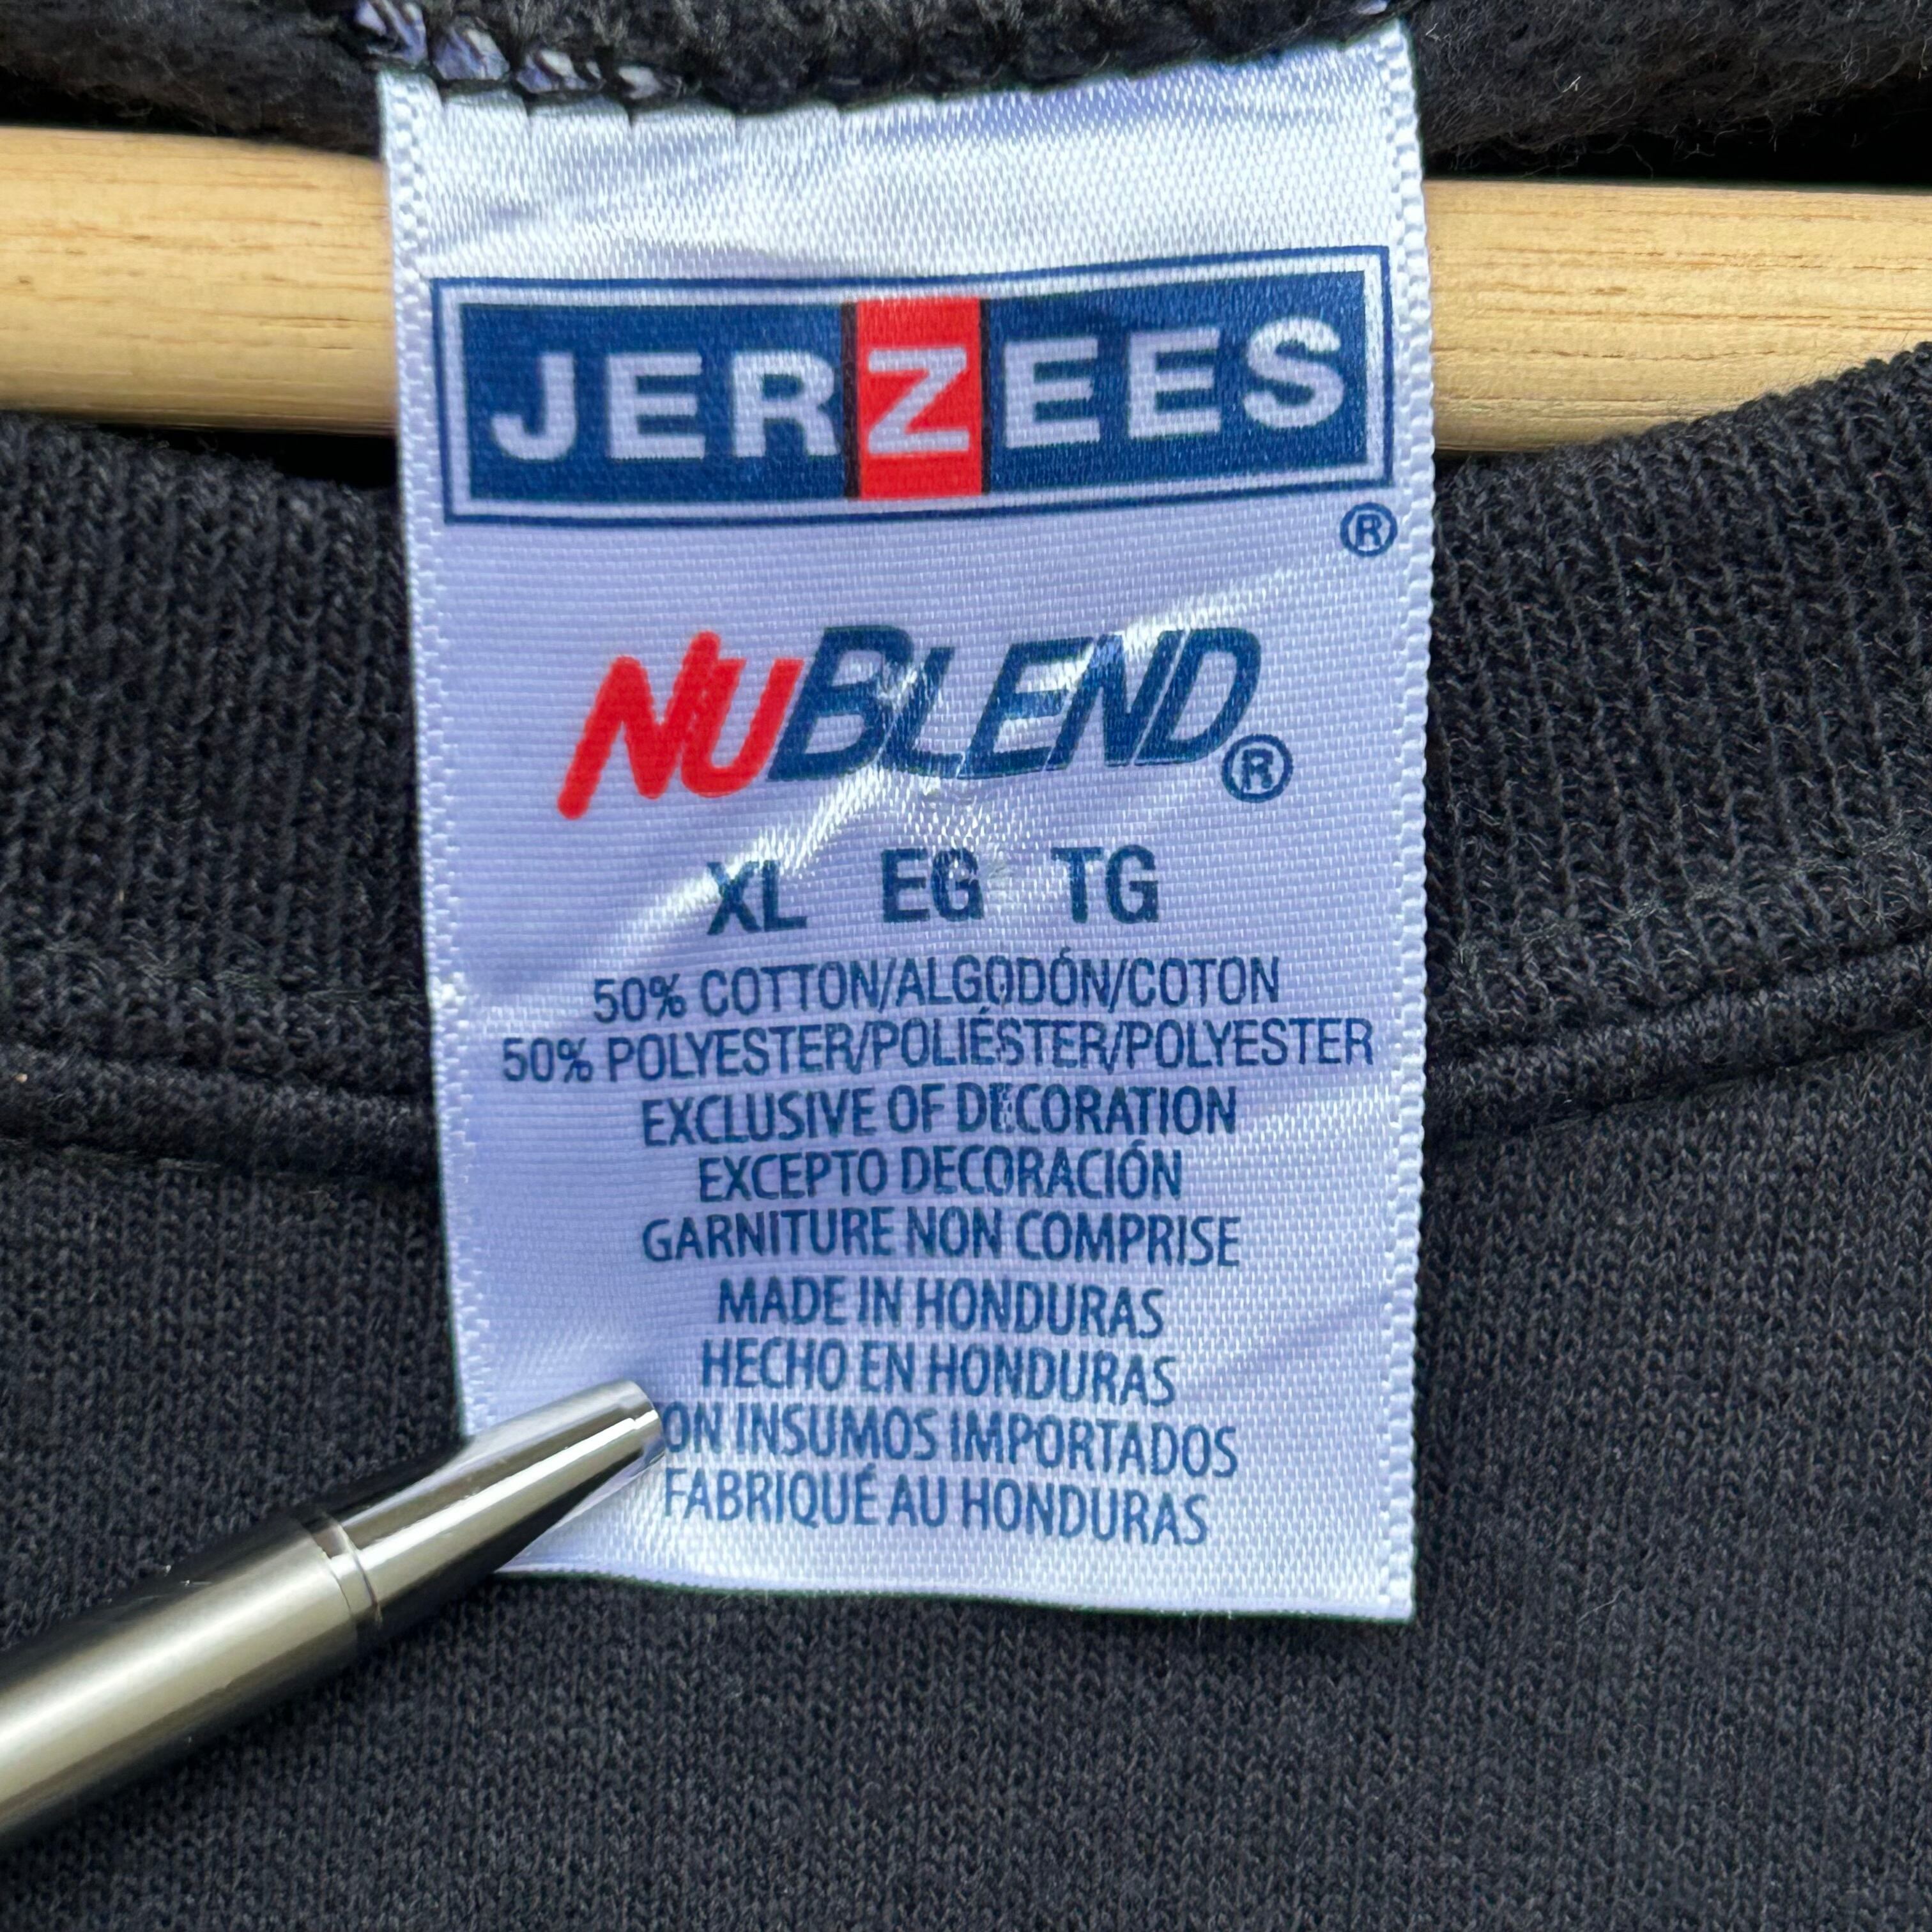 JERZEES
®
NUBLEND®
XL EG TG
50% COTTON/ALGODÓN/COTON
50% POLYESTER/POLIÉSTER/POLYESTER
EXCLUSIVE OF DECORATION
EXCEPTO DECORACIÓN
GARNITURE NON COMPRISE
MADE IN HONDURAS
HECHO EN HONDURAS
ON INSUMOS IMPORTADOS
FABRIQUÉ AU HONDURAS